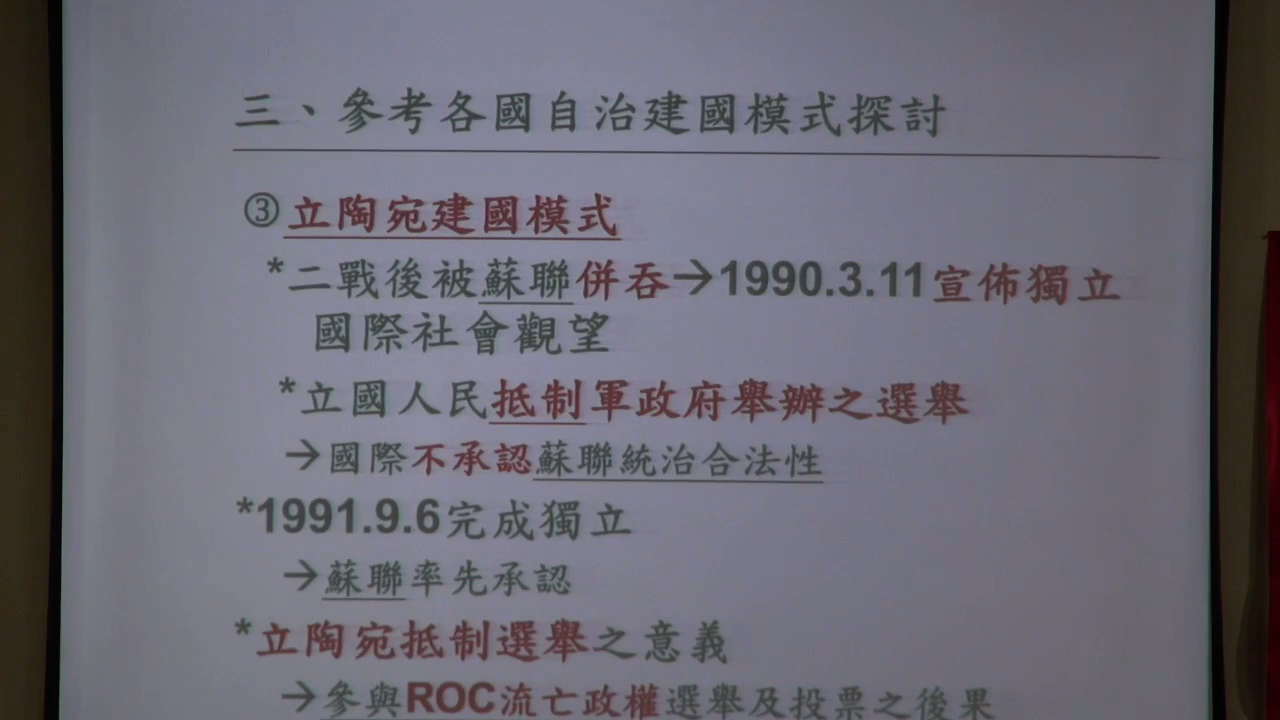 三、參考各國自治建國模式探討
③立陶宛建國模式
*二戰後被蘇聯併吞→1990.3.11宣佈獨立
國際社會觀望
*立國人民抵制軍政府舉辦之選舉
→國際不承認蘇聯統治合法性
*1991.9.6完成獨立
→蘇聯率先承認
*立陶宛抵制選舉之意義
→參與ROC流亡政權選舉及投票之後果